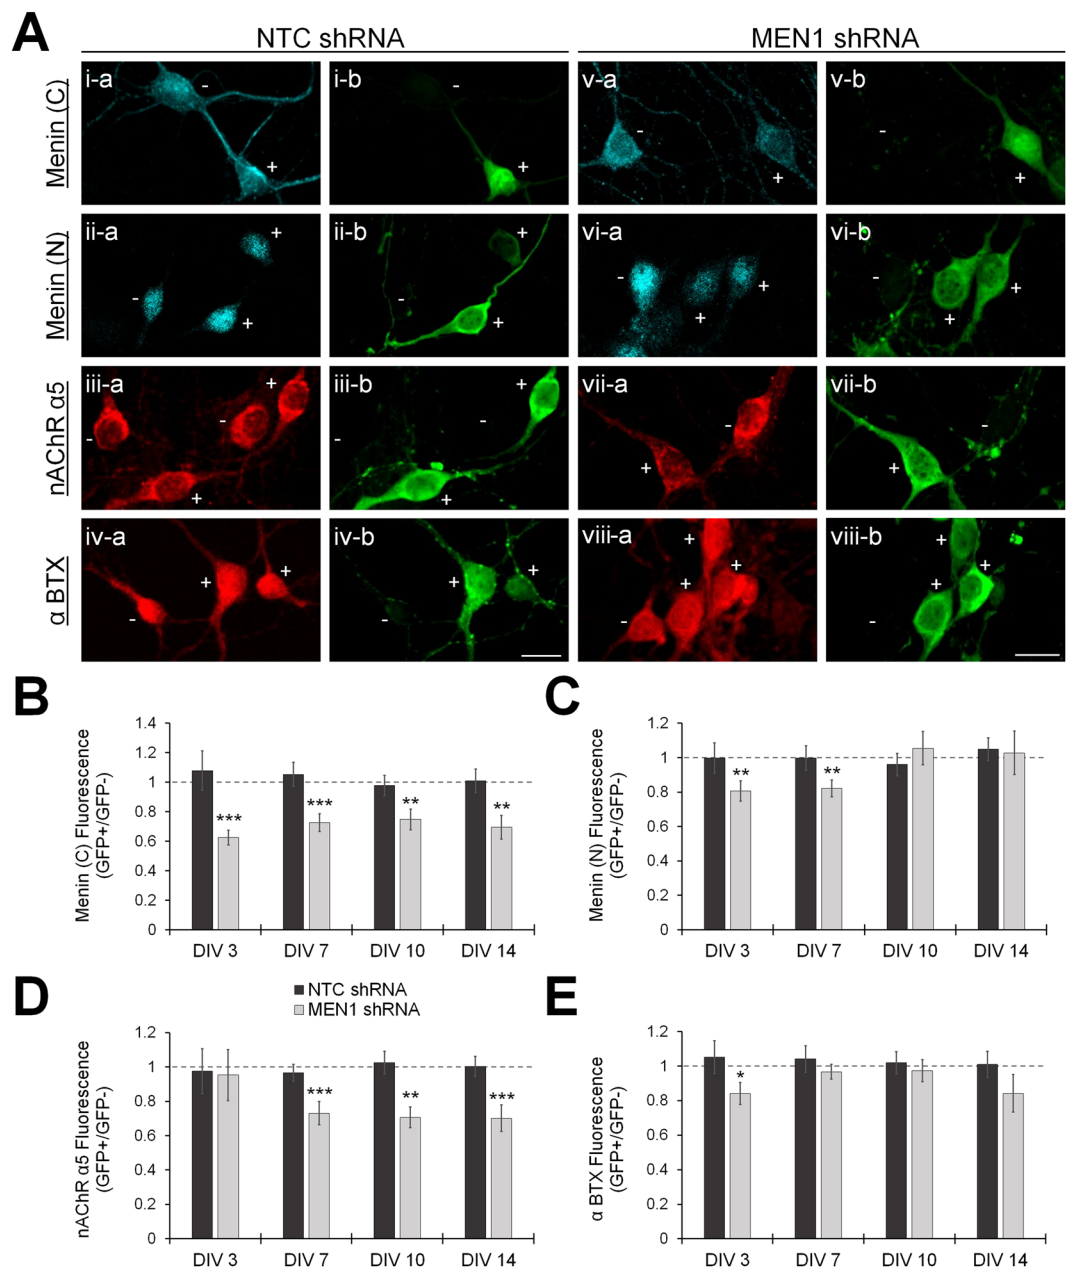 A
NTC shRNA
MEN1 shRNA
Menin (C)
i-a
-
+
i-b
-
+
v-a
-
+
v-b
-
+
Menin (N)
ii-a
+
-
+
ii-b
+
-
+
vi-a
-
+
+
vi-b
-
+
+
nAChR α5
iii-a
+
-
-
+
iii-b
+
-
-
+
vii-a
-
+
vii-b
-
+
α BTX
iv-a
+
+
-
iv-b
+
+
-
viii-a
+
+
+
-
viii-b
+
+
+
-
B
Menin (C) Fluorescence
(GFP+/GFP-)
1.4
1.2
1
0.8
0.6
0.4
0.2
0
***
***
**
**
DIV 3 DIV 7 DIV 10 DIV 14
C
Menin (N) Fluorescence
(GFP+/GFP-)
1.2
1
0.8
0.6
0.4
0.2
0
**
**
DIV 3 DIV 7 DIV 10 DIV 14
NTC shRNA
MEN1 shRNA
D
nAChR α5 Fluorescence
(GFP+/GFP-)
1.2
1
0.8
0.6
0.4
0.2
0
***
**
***
DIV 3 DIV 7 DIV 10 DIV 14
E
α BTX Fluorescence
(GFP+/GFP-)
1.2
1
0.8
0.6
0.4
0.2
0
*
DIV 3 DIV 7 DIV 10 DIV 14